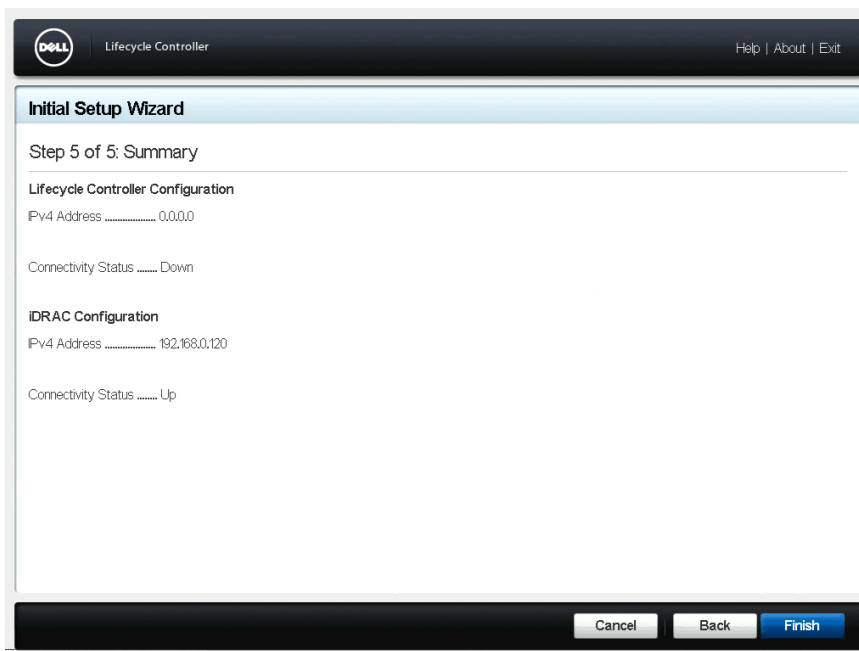 DELL
Lifecycle Controller
Help | About | Exit
Initial Setup Wizard
Step 5 of 5: Summary
Lifecycle Controller Configuration
IPv4 Address .................... 0.0.0.0
Connectivity Status ........ Down
iDRAC Configuration
IPv4 Address .................... 192.168.0.120
Connectivity Status ........ Up
Cancel
Back
Finish